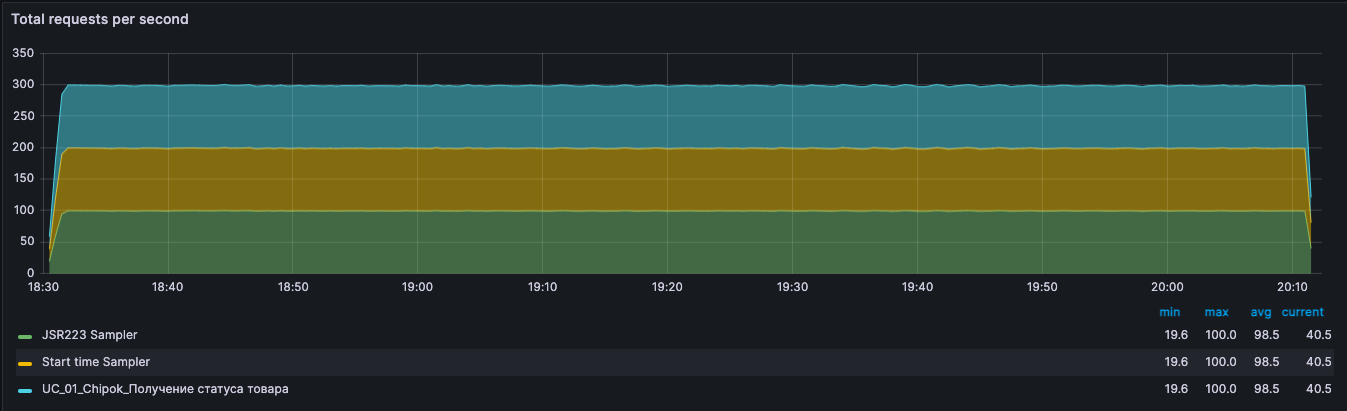 Total requests per second
350
300
250
200
150
100
50
0
18:30 18:40 18:50 19:00 19:10 19:20 19:30 19:40 19:50 20:00 20:10
min max avg current
JSR223 Sampler 19.6 100.0 98.5 40.5
Start time Sampler 19.6 100.0 98.5 40.5
UC_01_Chipok_Получение статуса товара 19.6 100.0 98.5 40.5